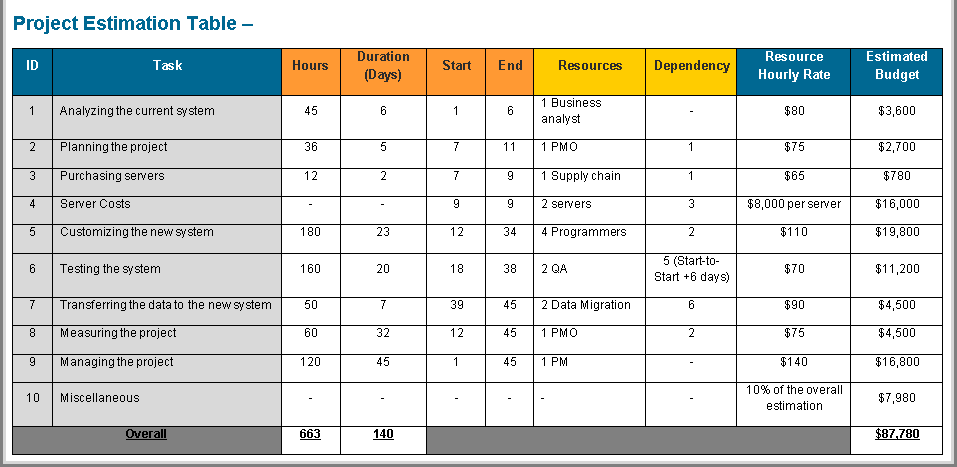 Project Estimation Table –
ID Task Hours Duration (Days) Start End Resources Dependency Resource Hourly Rate Estimated Budget
1 Analyzing the current system 45 6 1 6 1 Business analyst - $80 $3,600
2 Planning the project 36 5 7 11 1 PMO 1 $75 $2,700
3 Purchasing servers 12 2 7 9 1 Supply chain 1 $65 $780
4 Server Costs - - 9 9 2 servers 3 $8,000 per server $16,000
5 Customizing the new system 180 23 12 34 4 Programmers 2 $110 $19,800
6 Testing the system 160 20 18 38 2 QA 5 (Start-to-Start +6 days) $70 $11,200
7 Transferring the data to the new system 50 7 39 45 2 Data Migration 6 $90 $4,500
8 Measuring the project 60 32 12 45 1 PMO 2 $75 $4,500
9 Managing the project 120 45 1 45 1 PM - $140 $16,800
10 Miscellaneous - - - - - - 10% of the overall estimation $7,980
Overall 663 140 $87,780